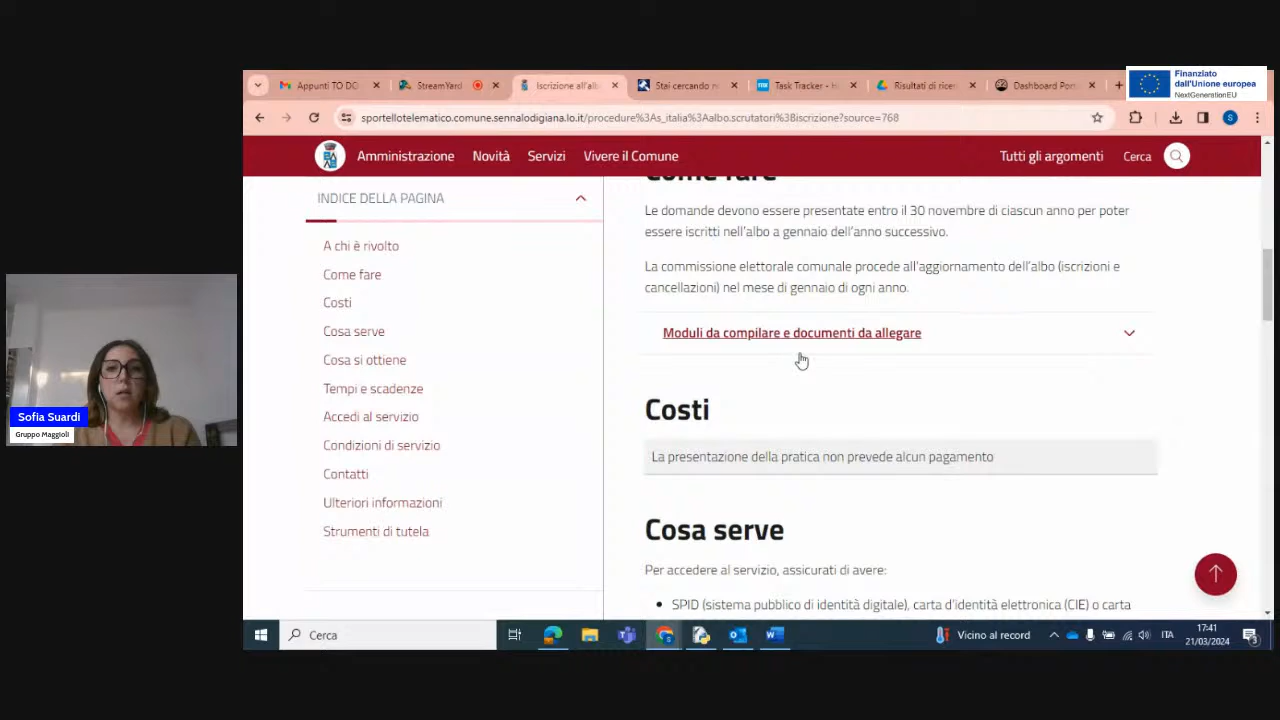 Finanziato
dall'Unione europea
NextGenerationEU
Appunti TO DO
StreamYard
Iscrizione all'alb
Stai cercando
Task Tracker
Risultati di rice
Dashboard
sportellotelematico.comune.sennalodigiana.lo.it/procedure%3As_italia%3Aalbo.scrutatori%3Biscrizione?source=768
Amministrazione
Novità
Servizi
Vivere il Comune
Tutti gli argomenti
Cerca
INDICE DELLA PAGINA
A chi è rivolto
Come fare
Costi
Cosa serve
Cosa si ottiene
Tempi e scadenze
Accedi al servizio
Condizioni di servizio
Contatti
Ulteriori informazioni
Strumenti di tutela
Come fare
Le domande devono essere presentate entro il 30 novembre di ciascun anno per poter
essere iscritti nell'albo a gennaio dell'anno successivo.
La commissione elettorale comunale procede all'aggiornamento dell'albo (iscrizioni e
cancellazioni) nel mese di gennaio di ogni anno.
Moduli da compilare e documenti da allegare
Costi
La presentazione della pratica non prevede alcun pagamento
Cosa serve
Per accedere al servizio, assicurati di avere:
SPID (sistema pubblico di identità digitale), carta d'identità elettronica (CIE) o carta
Sofia Suardi
Gruppo Maggioli
Cerca
Vicino al record
ITA
17:41
21/03/2024